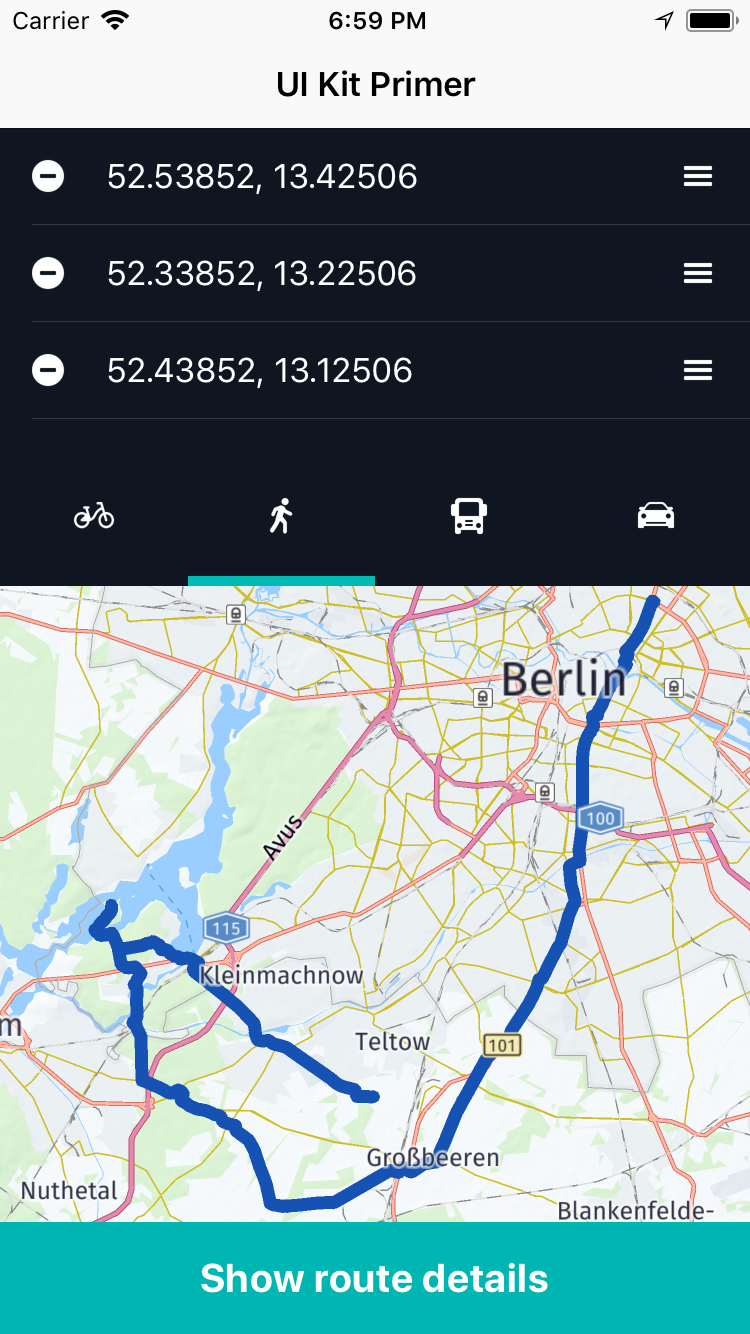 Carrier 6:59 PM
UI Kit Primer
52.53852, 13.42506
52.33852, 13.22506
52.43852, 13.12506
Berlin
100
Avus
115
Kleinmachnow
m
Teltow
101
Großbeeren
Nuthetal
Blankenfelde-
Show route details